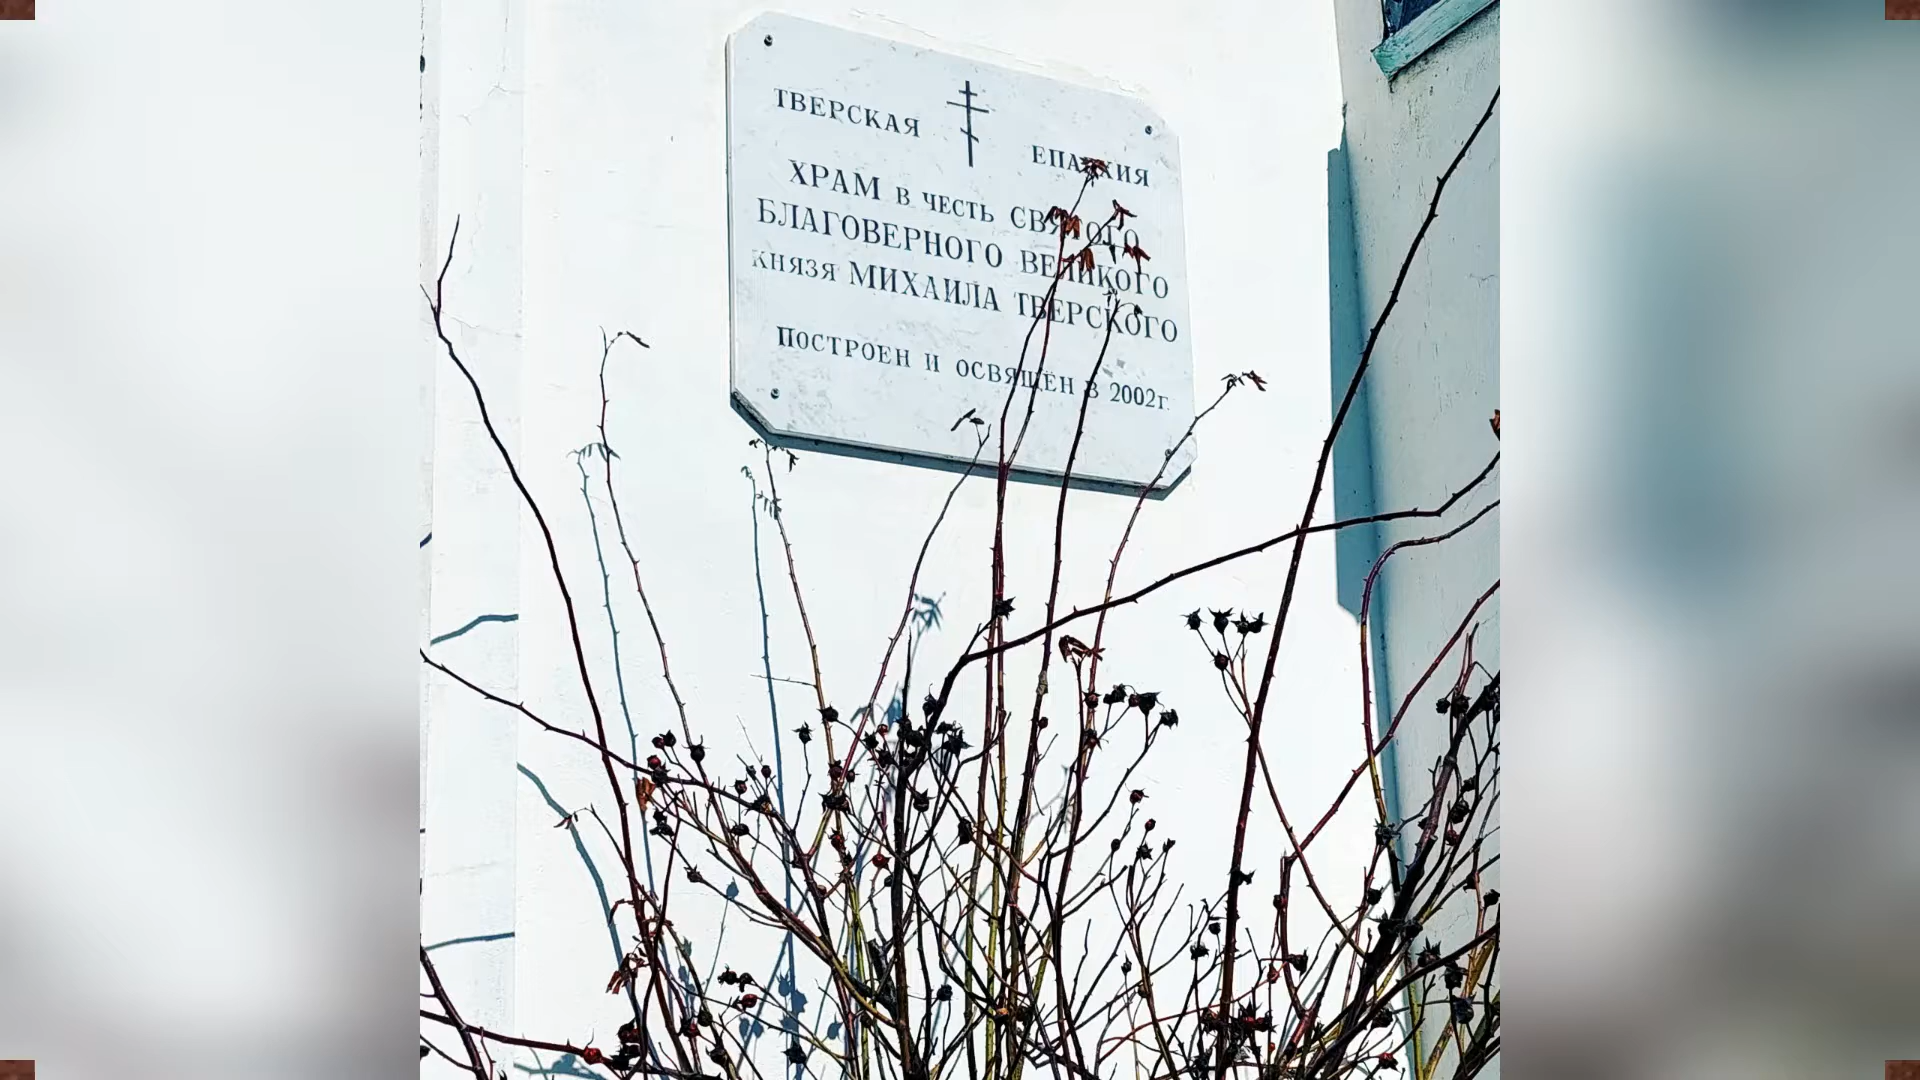 ТВЕРСКАЯ ЕПАРХИЯ
ХРАМ В ЧЕСТЬ СВЯТОГО
БЛАГОВЕРНОГО ВЕЛИКОГО
КНЯЗЯ МИХАИЛА ТВЕРСКОГО
ПОСТРОЕН И ОСВЯЩЁН В 2002г.